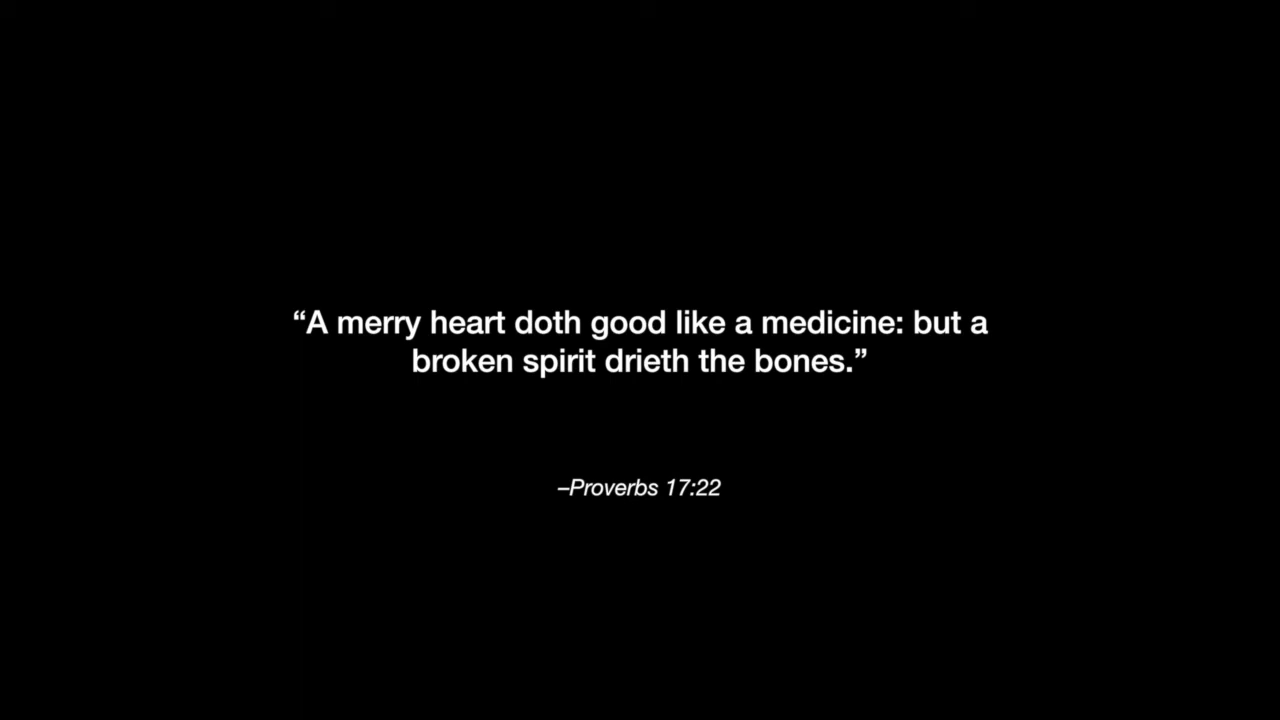 “A merry heart doth good like a medicine: but a
broken spirit drieth the bones.”
–Proverbs 17:22